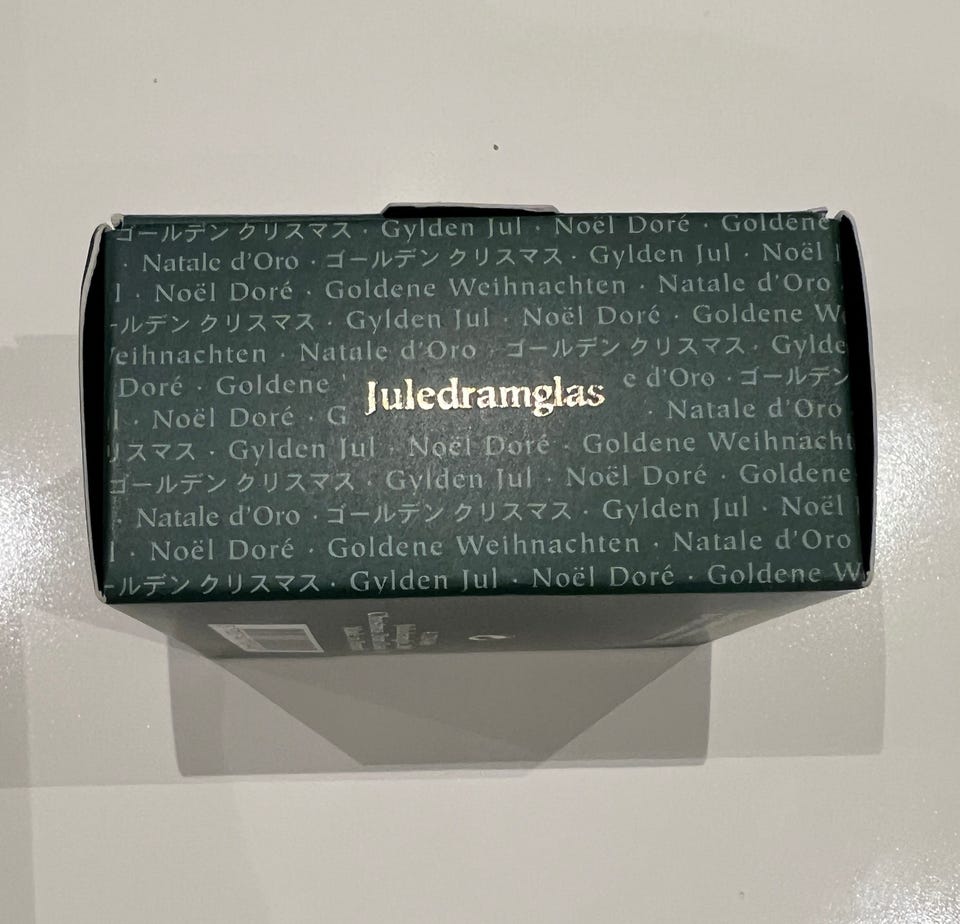 ゴールデン クリスマス · Gylden Jul · Noël Doré · Goldene
· Natale d'Oro · ゴールデン クリスマス · Gylden Jul · Noël
l · Noël Doré · Goldene Weihnachten · Natale d'Oro
ールデン クリスマス · Gylden Jul · Noël Doré · Goldene W
eihnachten · Natale d'Oro · ゴールデン クリスマス · Gylde
Doré · Goldene e d'Oro · ゴールデン
Juledramglas
l · Noël Doré G · Natale d'Oro
リスマス · Gylden Jul · Noël Doré · Goldene Weihnacht
ゴールデン クリスマス · Gylden Jul · Noël Doré · Goldene
· Natale d'Oro · ゴールデン クリスマス · Gylden Jul · Noël
l · Noël Doré · Goldene Weihnachten · Natale d'Oro
ールデン クリスマス · Gylden Jul · Noël Doré · Goldene W